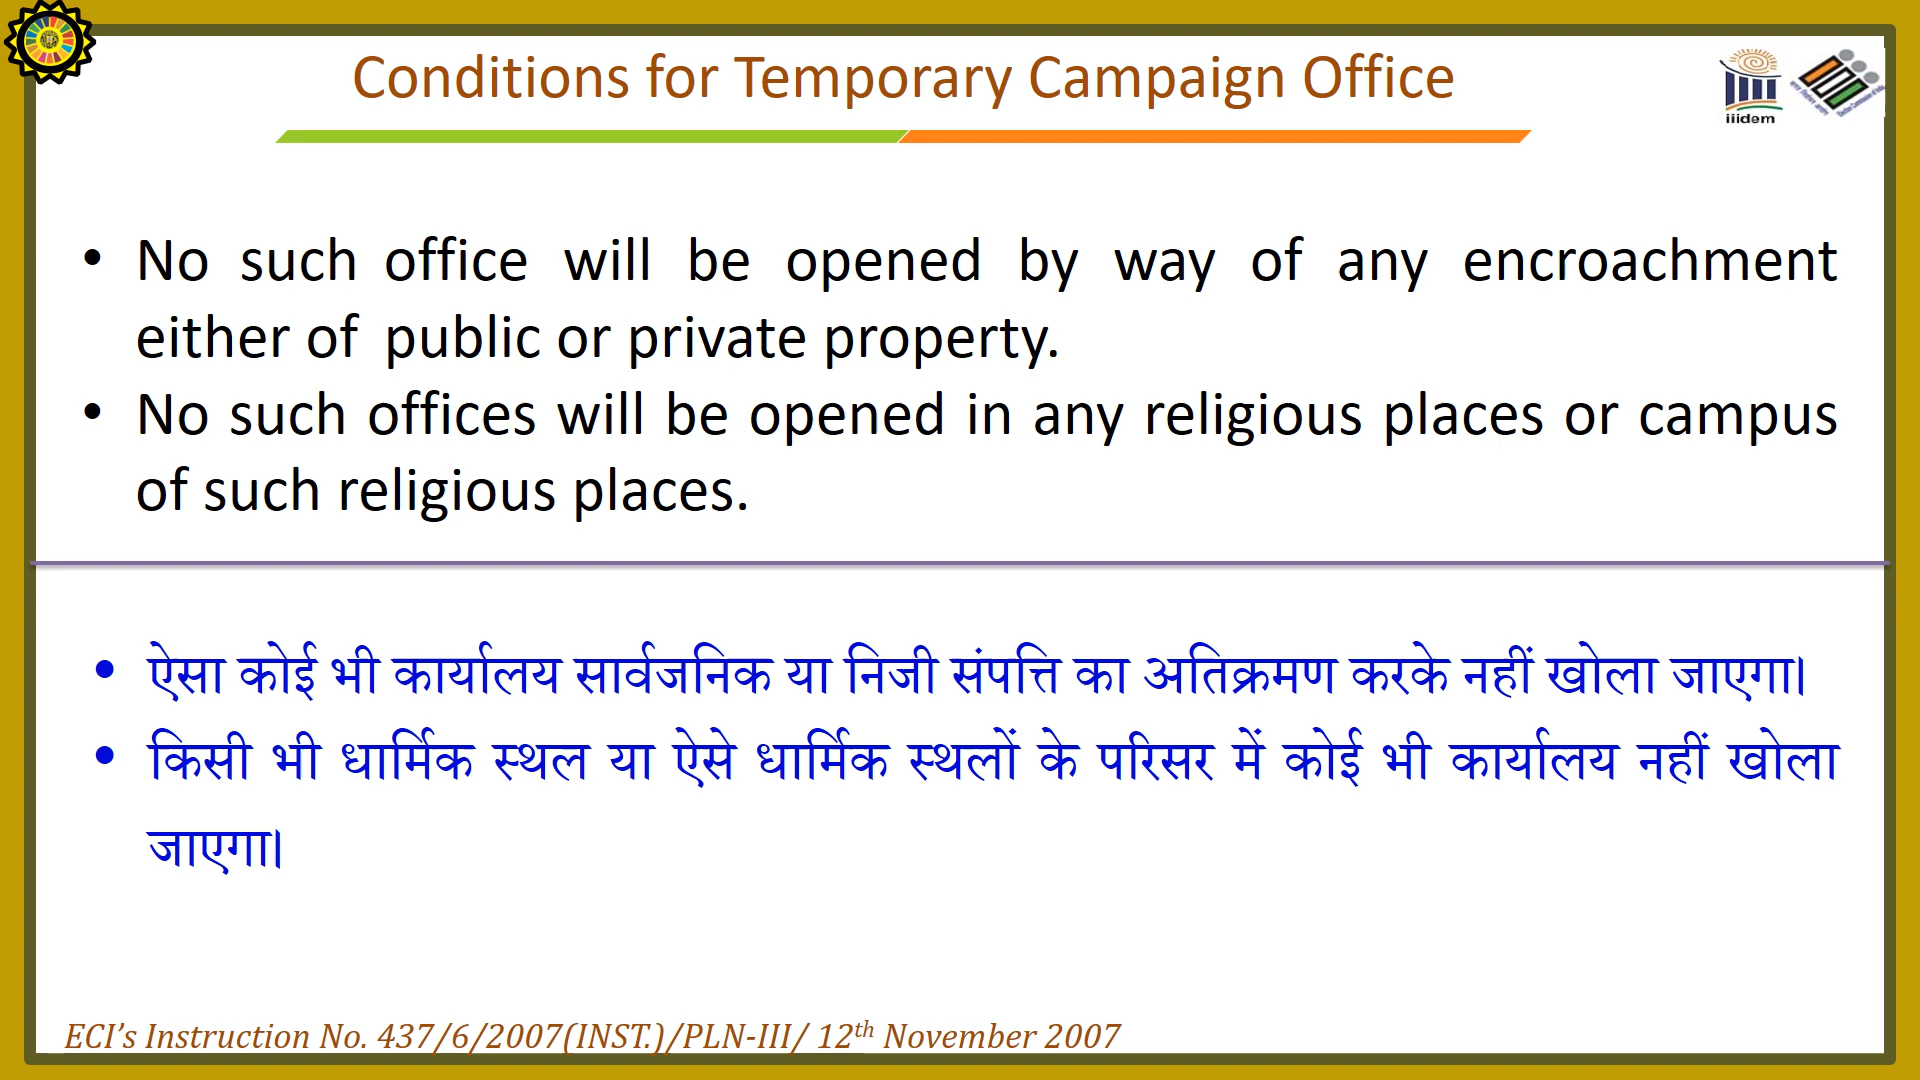 Conditions for Temporary Campaign Office
iiidem
• No such office will be opened by way of any encroachment
either of public or private property.
• No such offices will be opened in any religious places or campus
of such religious places.
• ऐसा कोई भी कार्यालय सार्वजनिक या निजी संपत्ति का अतिक्रमण करके नहीं खोला जाएगा।
• किसी भी धार्मिक स्थल या ऐसे धार्मिक स्थलों के परिसर में कोई भी कार्यालय नहीं खोला
जाएगा।
ECI’s Instruction No. 437/6/2007(INST.)/PLN-III/ 12th November 2007